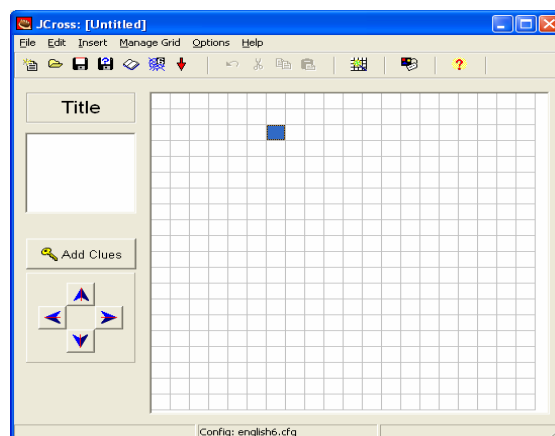 JCross: [Untitled]
File Edit Insert Manage Grid Options Help
Title
Add Clues
Config: english6.cfg